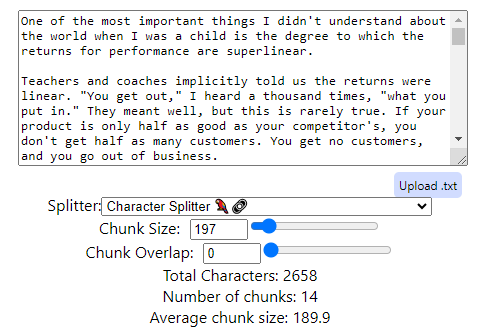 One of the most important things I didn't understand about
the world when I was a child is the degree to which the
returns for performance are superlinear.
Teachers and coaches implicitly told us the returns were
linear. "You get out," I heard a thousand times, "what you
put in." They meant well, but this is rarely true. If your
product is only half as good as your competitor's, you
don't get half as many customers. You get no customers,
and you go out of business.
Upload .txt
Splitter: Character Splitter 🦜🔗
Chunk Size: 197
Chunk Overlap: 0
Total Characters: 2658
Number of chunks: 14
Average chunk size: 189.9